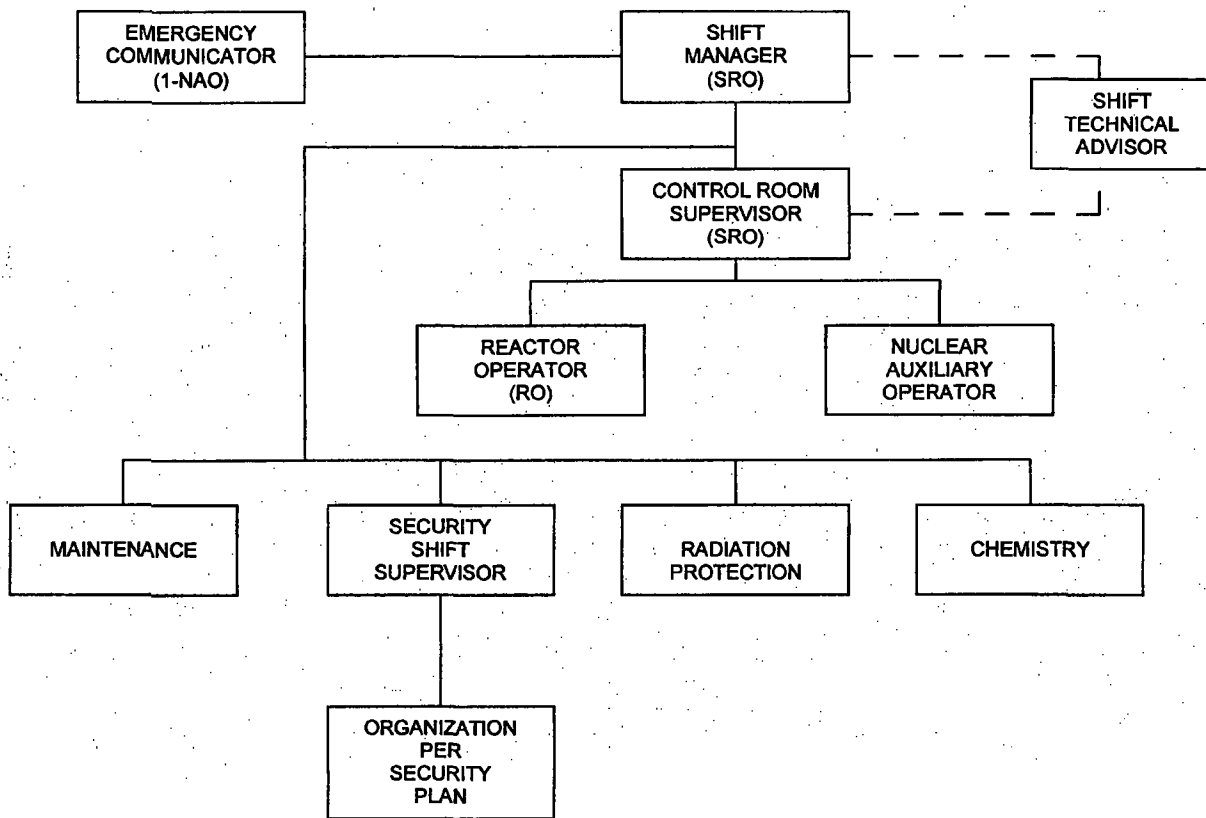 EMERGENCY
COMMUNICATOR
(1-NAO)
SHIFT
MANAGER
(SRO)
SHIFT
TECHNICAL
ADVISOR
CONTROL ROOM
SUPERVISOR
(SRO)
REACTOR
OPERATOR
(RO)
NUCLEAR
AUXILIARY
OPERATOR
MAINTENANCE
SECURITY
SHIFT
SUPERVISOR
RADIATION
PROTECTION
CHEMISTRY
ORGANIZATION
PER
SECURITY
PLAN